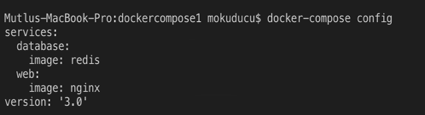 Mutlus-MacBook-Pro:dockercompose1 mokuducu$ docker-compose config
services:
  database:
    image: redis
  web:
    image: nginx
version: '3.0'